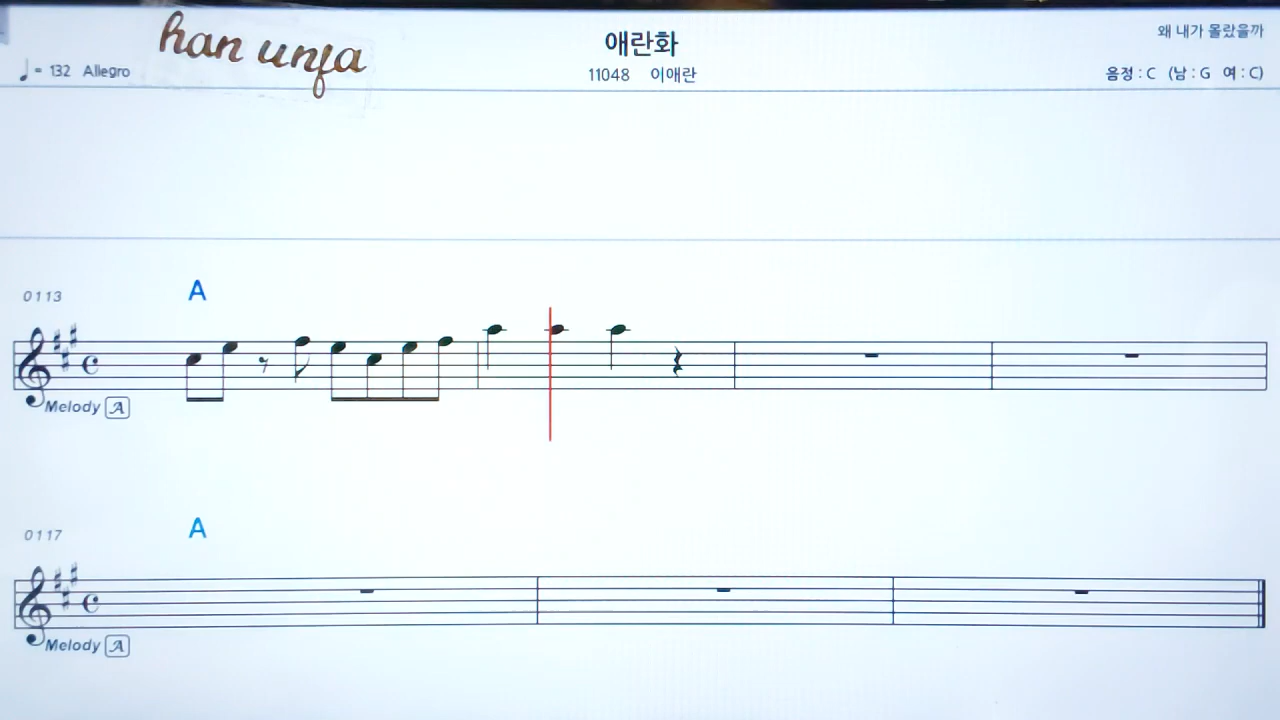 han unfa
애란화
왜 내가 몰랐을까
♩= 132 Allegro
11048 이애란
음정 : C (남 : G 여 : C)
0113
A
Melody A
0117
A
Melody A